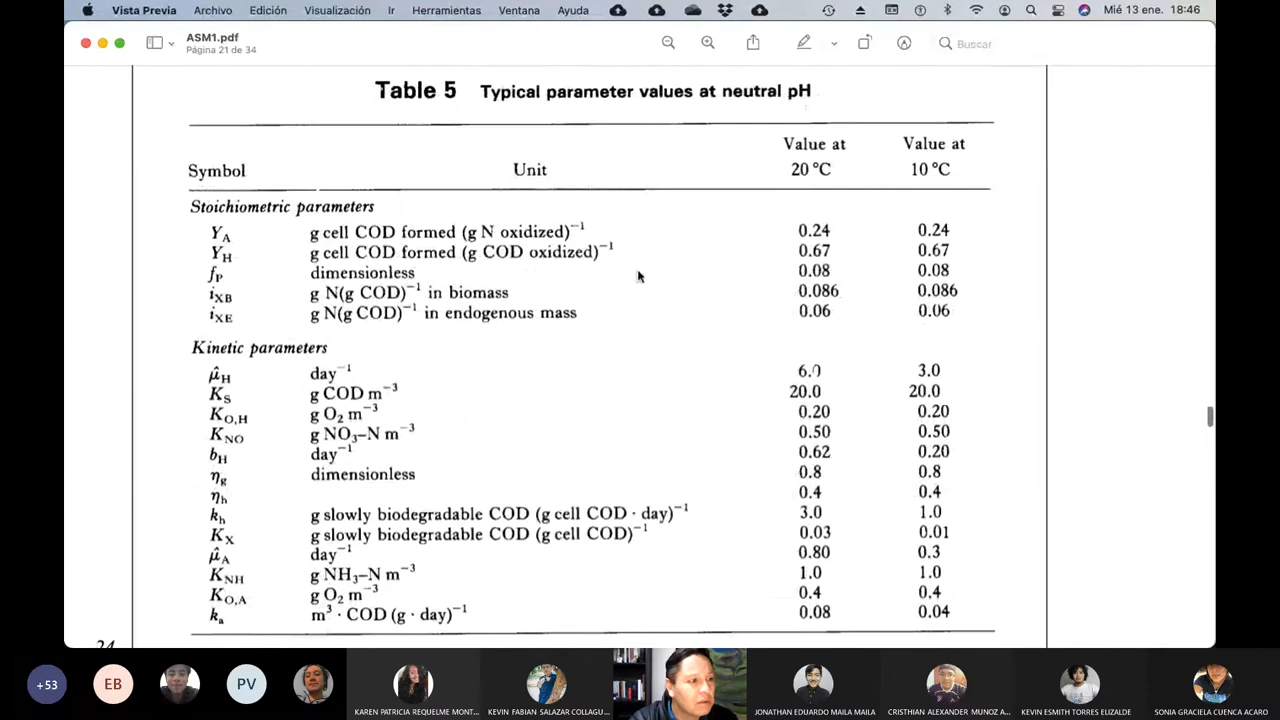 Vista Previa Archivo Edición Visualización Ir Herramientas Ventana Ayuda Mié 13 ene. 18:46
ASM1.pdf
Página 21 de 34
Buscar
Table 5 Typical parameter values at neutral pH
Value at Value at
Symbol Unit 20 °C 10 °C
Stoichiometric parameters
Y_A g cell COD formed (g N oxidized)⁻¹ 0.24 0.24
Y_H g cell COD formed (g COD oxidized)⁻¹ 0.67 0.67
f_P dimensionless 0.08 0.08
i_XB g N(g COD)⁻¹ in biomass 0.086 0.086
i_XE g N(g COD)⁻¹ in endogenous mass 0.06 0.06
Kinetic parameters
μ̂_H day⁻¹ 6.0 3.0
K_S g COD m⁻³ 20.0 20.0
K_O,H g O₂ m⁻³ 0.20 0.20
K_NO g NO₃–N m⁻³ 0.50 0.50
b_H day⁻¹ 0.62 0.20
η_g dimensionless 0.8 0.8
η_h 0.4 0.4
k_h g slowly biodegradable COD (g cell COD · day)⁻¹ 3.0 1.0
K_X g slowly biodegradable COD (g cell COD)⁻¹ 0.03 0.01
μ̂_A day⁻¹ 0.80 0.3
K_NH g NH₃–N m⁻³ 1.0 1.0
K_O,A g O₂ m⁻³ 0.4 0.4
k_a m³ · COD (g · day)⁻¹ 0.08 0.04
24
+53 EB PV
KAREN PATRICIA REQUELME MONT... KEVIN FABIAN SALAZAR COLLAGU... JONATHAN EDUARDO MAILA MAILA CRISTHIAN ALEXANDER MUNOZ A... KEVIN ESMITH TORRES ELIZALDE SONIA GRACIELA CUENCA ACARO